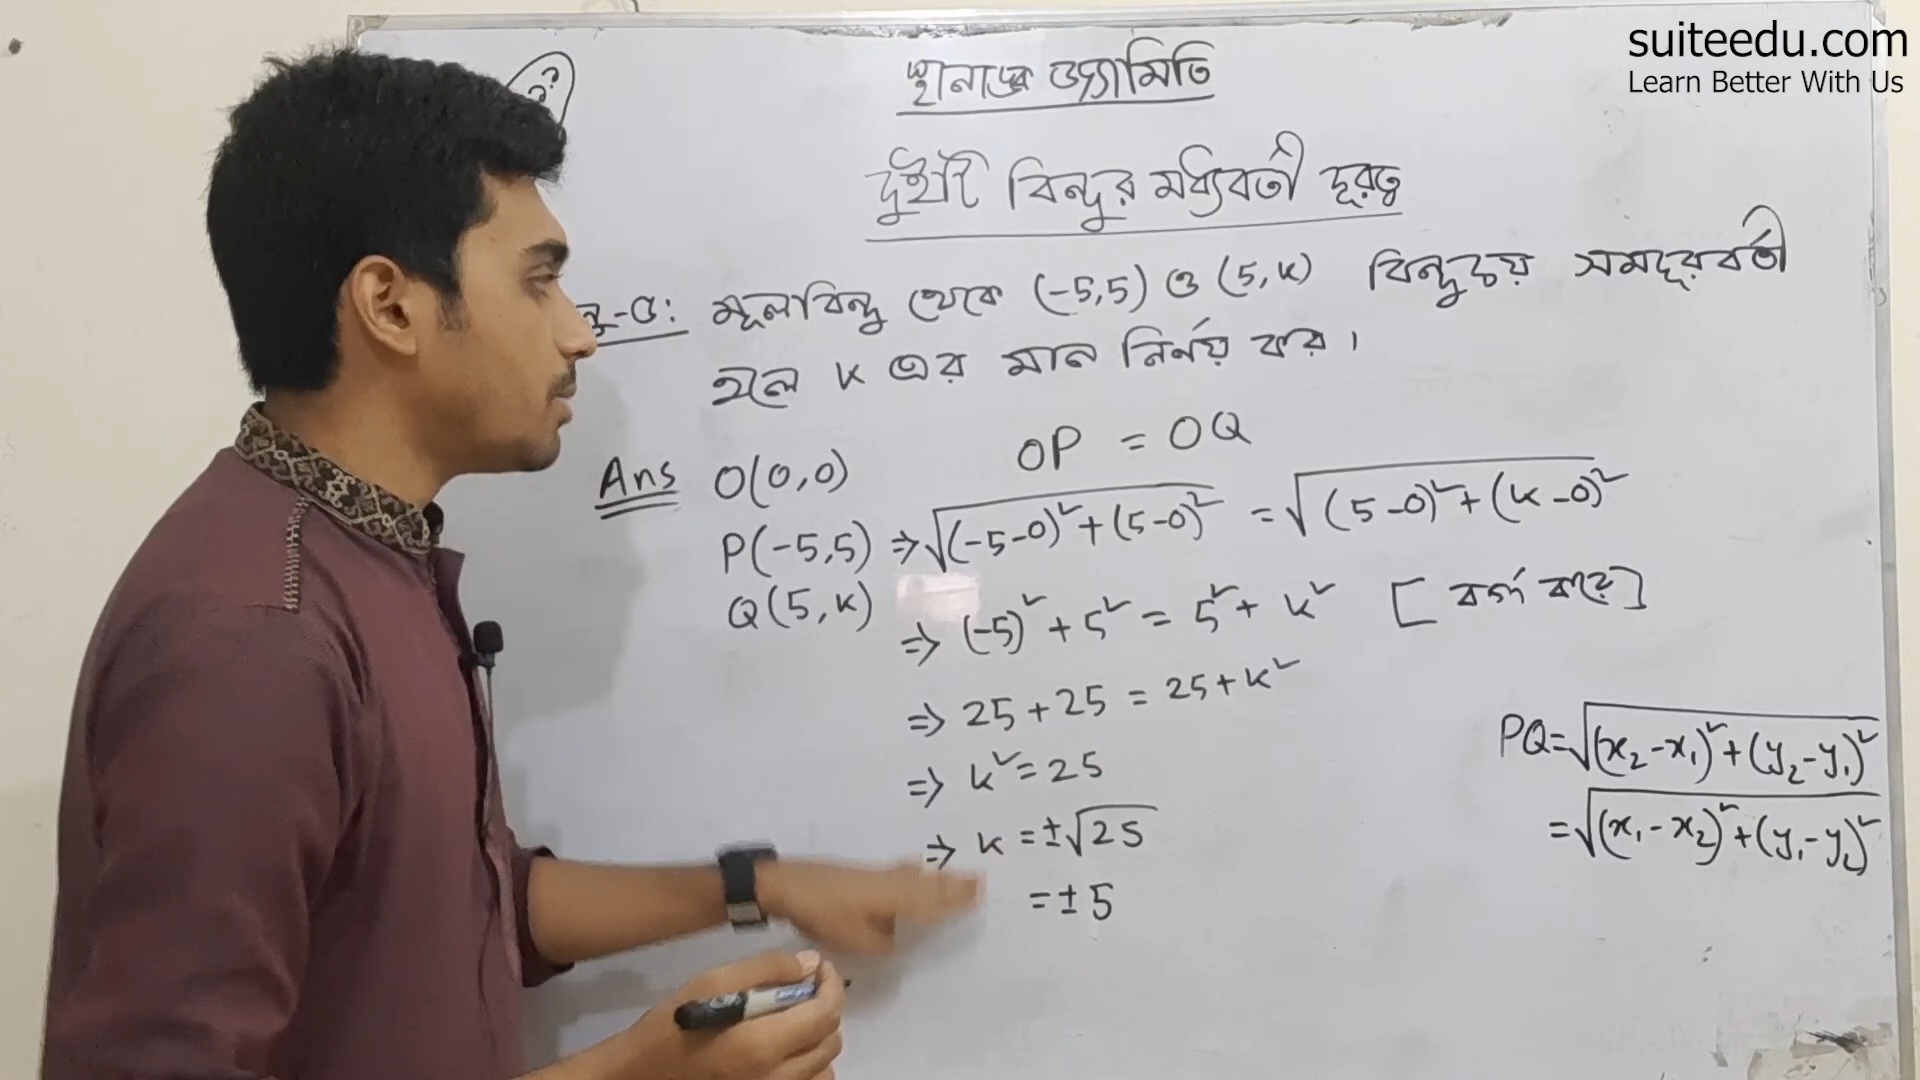 suiteedu.com
Learn Better With Us
স্থানাঙ্ক জ্যামিতি
দুইটি বিন্দুর মধ্যবর্তী দূরত্ব
-৫: মূলবিন্দু থেকে (-5,5) ও (5,k) বিন্দুদ্বয় সমদূরবর্তী
হলে k এর মান নির্ণয় কর।
Ans O(0,0) OP = OQ
P(-5,5) ⇒ √((-5-0)²+(5-0)²) = √((5-0)²+(k-0)²)
Q(5,k)
⇒ (-5)²+5² = 5²+k² [বর্গ করে]
⇒ 25+25 = 25+k²
⇒ k²=25
⇒ k=±√25
=±5
PQ=√((x₂-x₁)²+(y₂-y₁)²)
=√((x₁-x₂)²+(y₁-y₂)²)